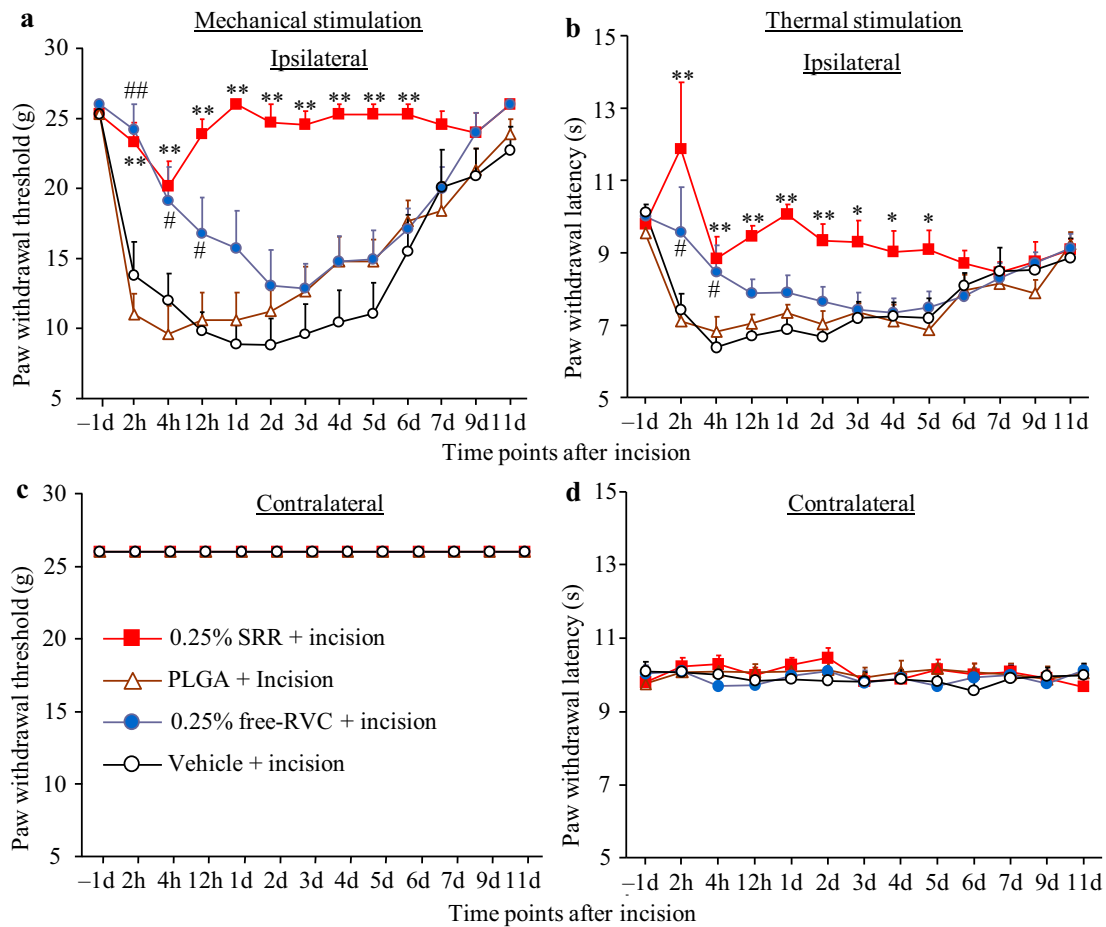 a
Mechanical stimulation
Ipsilateral
Paw withdrawal threshold (g)
30
25
20
15
10
5
##
**
**
#
**
#
**
**
**
**
**
**
–1d 2h 4h 12h 1d 2d 3d 4d 5d 6d 7d 9d 11d
b
Thermal stimulation
Ipsilateral
Paw withdrawal latency (s)
15
13
11
9
7
5
**
#
**
#
**
**
**
*
*
*
–1d 2h 4h 12h 1d 2d 3d 4d 5d 6d 7d 9d 11d
Time points after incision
c
Contralateral
Paw withdrawal threshold (g)
30
25
20
15
10
5
0.25% SRR + incision
PLGA + Incision
0.25% free-RVC + incision
Vehicle + incision
–1d 2h 4h 12h 1d 2d 3d 4d 5d 6d 7d 9d 11d
d
Contralateral
Paw withdrawal latency (s)
15
13
11
9
7
5
–1d 2h 4h 12h 1d 2d 3d 4d 5d 6d 7d 9d 11d
Time points after incision